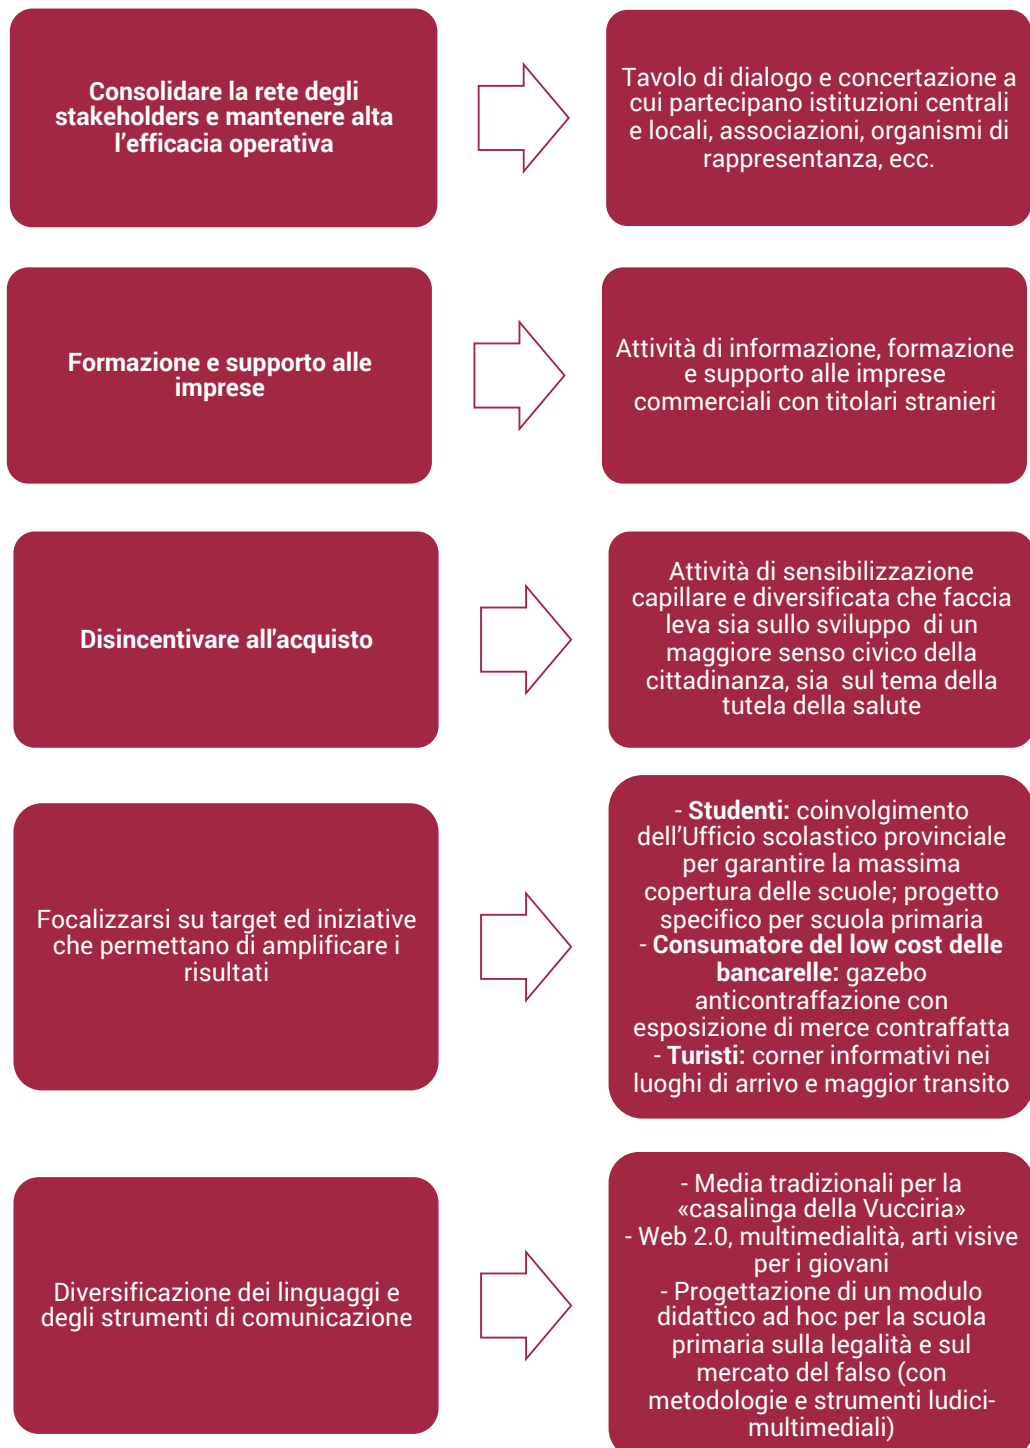 Consolidare la rete degli
stakeholders e mantenere alta
l'efficacia operativa
Tavolo di dialogo e concertazione a
cui partecipano istituzioni centrali
e locali, associazioni, organismi di
rappresentanza, ecc.
Formazione e supporto alle
imprese
Attività di informazione, formazione
e supporto alle imprese
commerciali con titolari stranieri
Disincentivare all'acquisto
Attività di sensibilizzazione
capillare e diversificata che faccia
leva sia sullo sviluppo di un
maggiore senso civico della
cittadinanza, sia sul tema della
tutela della salute
Focalizzarsi su target ed iniziative
che permettano di amplificare i
risultati
- Studenti: coinvolgimento
dell'Ufficio scolastico provinciale
per garantire la massima
copertura delle scuole; progetto
specifico per scuola primaria
- Consumatore del low cost delle
bancarelle: gazebo
anticontraffazione con
esposizione di merce contraffatta
- Turisti: corner informativi nei
luoghi di arrivo e maggior transito
Diversificazione dei linguaggi e
degli strumenti di comunicazione
- Media tradizionali per la
«casalinga della Vucciria»
- Web 2.0, multimedialità, arti visive
per i giovani
- Progettazione di un modulo
didattico ad hoc per la scuola
primaria sulla legalità e sul
mercato del falso (con
metodologie e strumenti ludici-
multimediali)